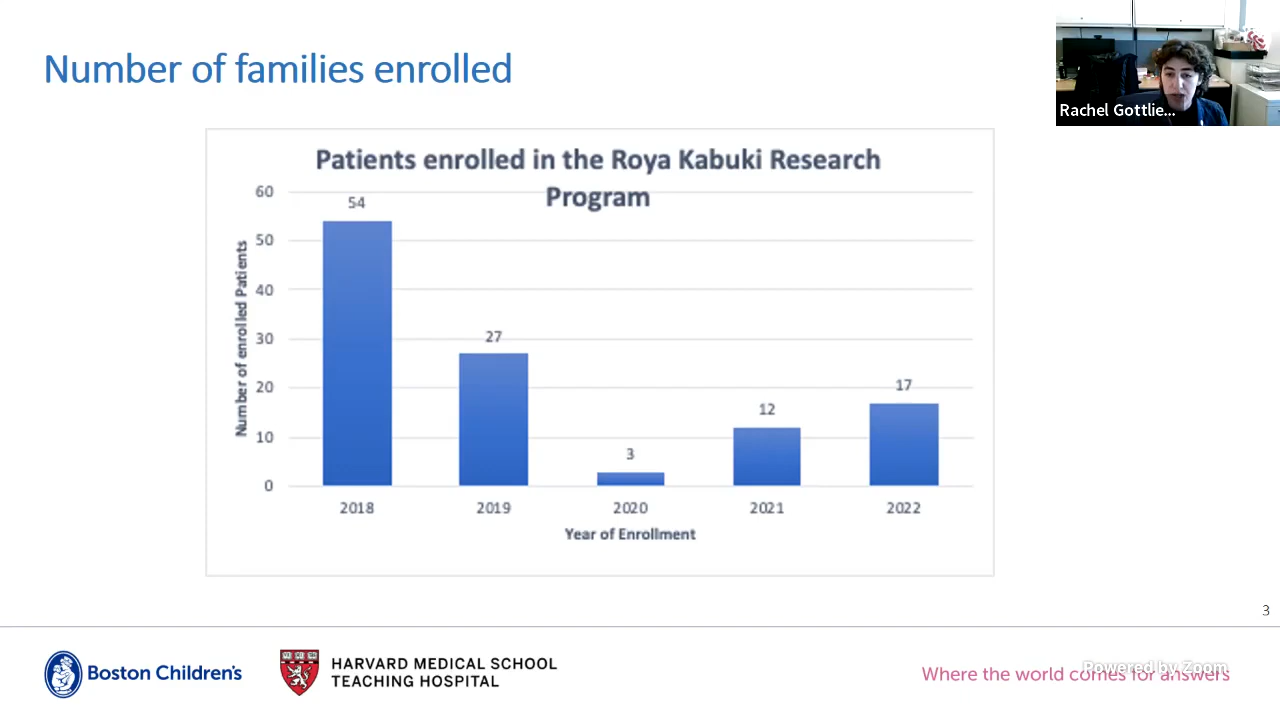 Number of families enrolled
Rachel Gottlie...
Patients enrolled in the Roya Kabuki Research
Program
Number of enrolled Patients
60
50
40
30
20
10
0
54
27
3
12
17
2018 2019 2020 2021 2022
Year of Enrollment
3
Boston Children's
HARVARD MEDICAL SCHOOL
TEACHING HOSPITAL
Where the world comes for answers
Powered by Zoom